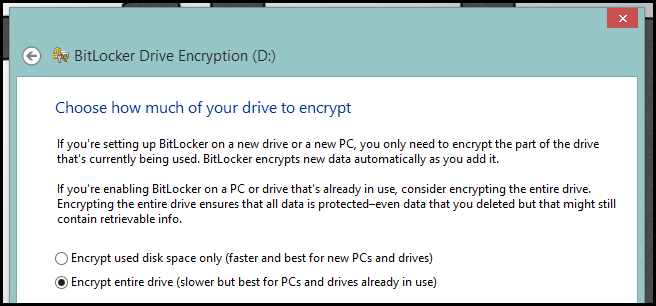 BitLocker Drive Encryption (D:)
Choose how much of your drive to encrypt
If you're setting up BitLocker on a new drive or a new PC, you only need to encrypt the part of the drive
that's currently being used. BitLocker encrypts new data automatically as you add it.
If you're enabling BitLocker on a PC or drive that's already in use, consider encrypting the entire drive.
Encrypting the entire drive ensures that all data is protected–even data that you deleted but that might still
contain retrievable info.
Encrypt used disk space only (faster and best for new PCs and drives)
Encrypt entire drive (slower but best for PCs and drives already in use)